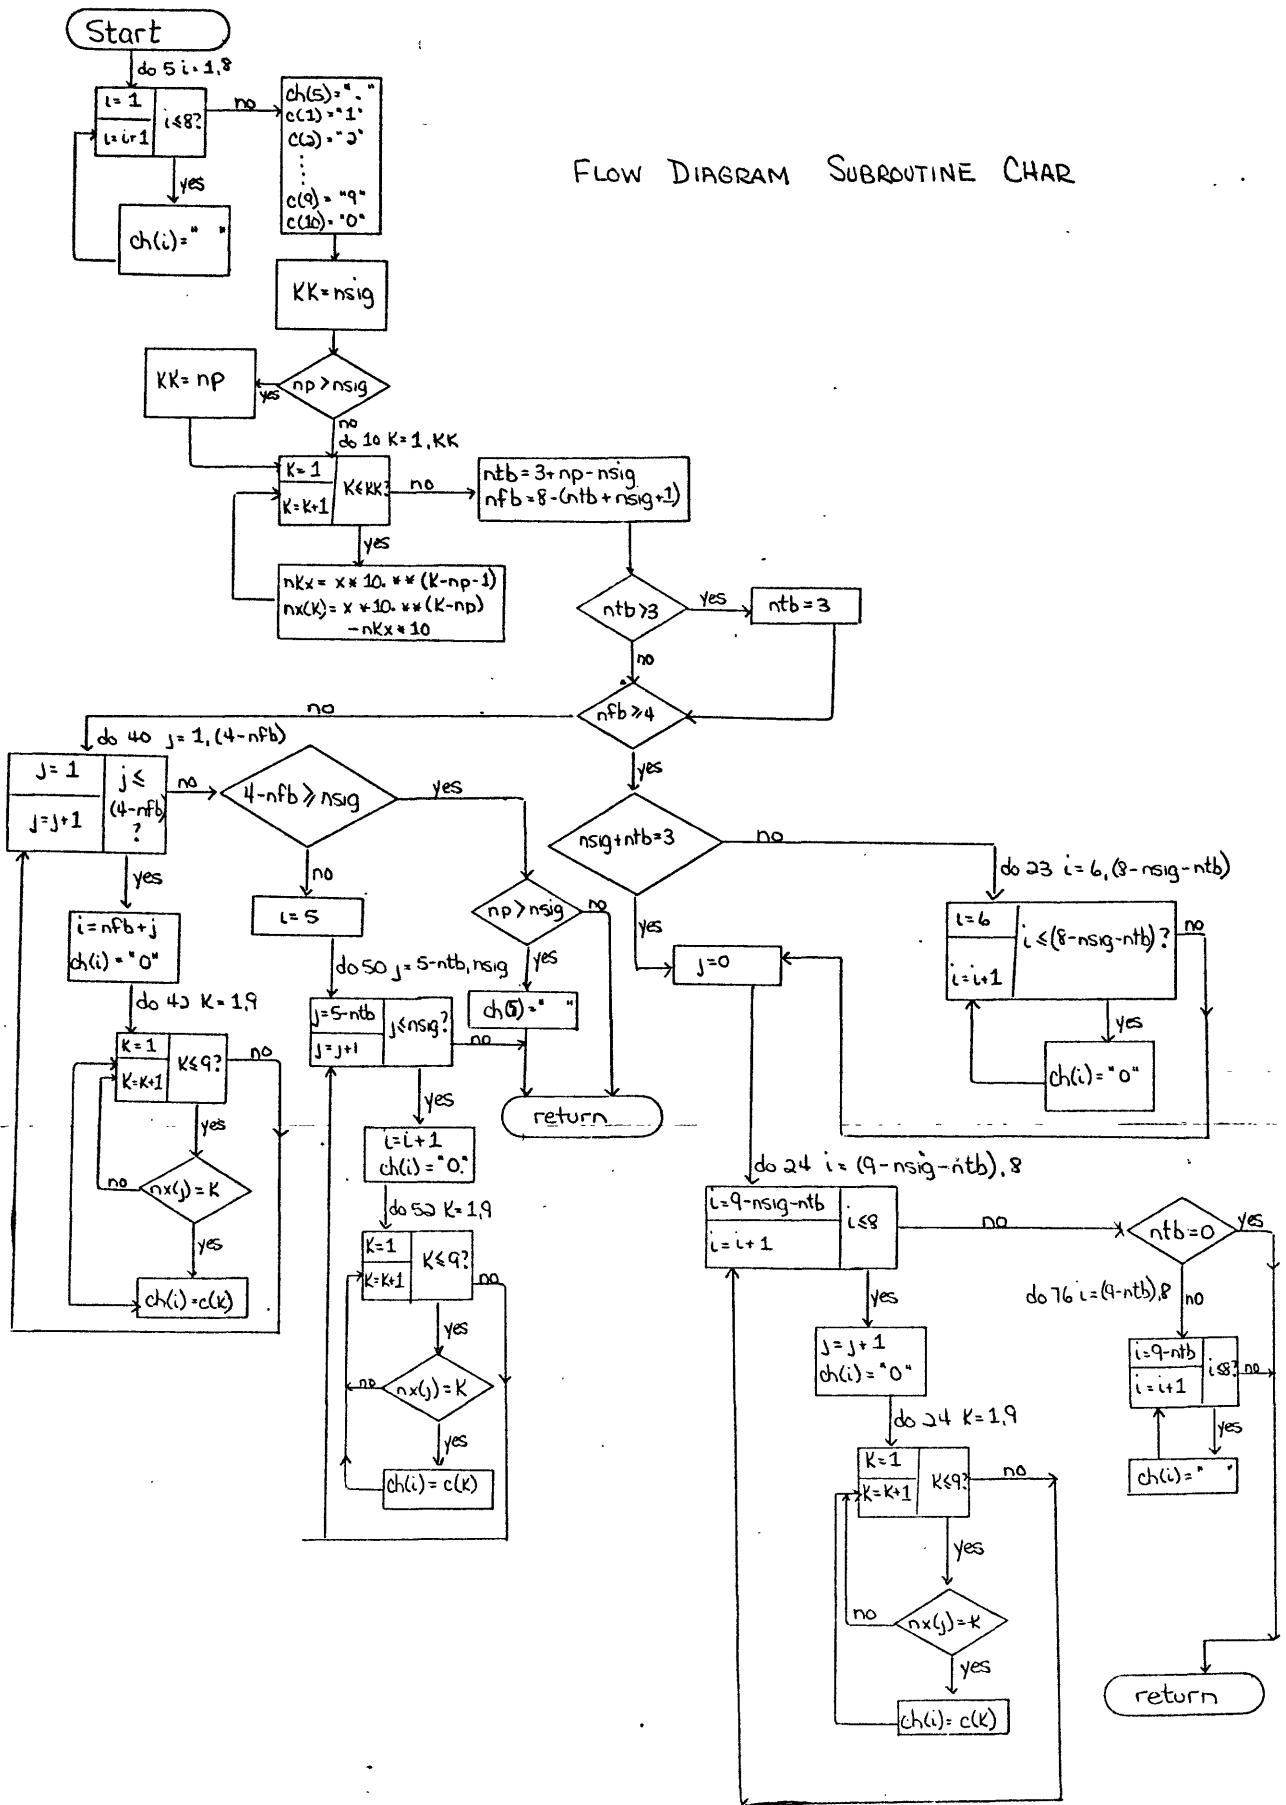 Start
do 5 i=1,8
i=1
i=i+1
i≤8?
no
yes
ch(i)=" "
ch(5)="."
c(1)="1"
c(2)="2"
c(9)="9"
c(10)="0"
FLOW DIAGRAM SUBROUTINE CHAR
KK=nsig
np>nsig
yes
KK=np
no
do 10 K=1,KK
K=1
K=K+1
K≤KK?
no
yes
nKx= x*10.**(K-np-1)
nx(K)=x*10.**(K-np)
-nKx*10
ntb=3+np-nsig
nfb=8-(ntb+nsig+1)
ntb>3
yes
ntb=3
no
nfb≥4
no
yes
do 40 j=1,(4-nfb)
j=1
j=j+1
j≤
(4-nfb)
?
no
yes
4-nfb≥nsig
yes
no
i=nfb+j
ch(i)="0"
do 42 K=1,9
K=1
K=K+1
K≤9?
no
yes
nx(j)=K
no
yes
ch(i)=c(K)
i=5
do 50 j=5-ntb,nsig
j=5-ntb
j=j+1
j≤nsig?
no
yes
np>nsig
no
yes
ch(5)=" "
return
i=i+1
ch(i)="0."
do 52 K=1,9
K=1
K=K+1
K≤9?
no
yes
nx(j)=K
no
yes
ch(i)=c(K)
nsig+ntb=3
no
yes
j=0
do 23 i=6,(8-nsig-ntb)
i=6
i=i+1
i≤(8-nsig-ntb)?
no
yes
ch(i)="0"
do 24 i=(9-nsig-ntb),8
i=9-nsig-ntb
i=i+1
i≤8
no
yes
j=j+1
ch(i)="0"
do 24 K=1,9
K=1
K=K+1
K≤9?
no
yes
nx(j)=K
no
yes
ch(i)=c(K)
ntb=0
yes
no
do 76 i=(9-ntb),8
i=9-ntb
i=i+1
i≤8?
no
yes
ch(i)=" "
return